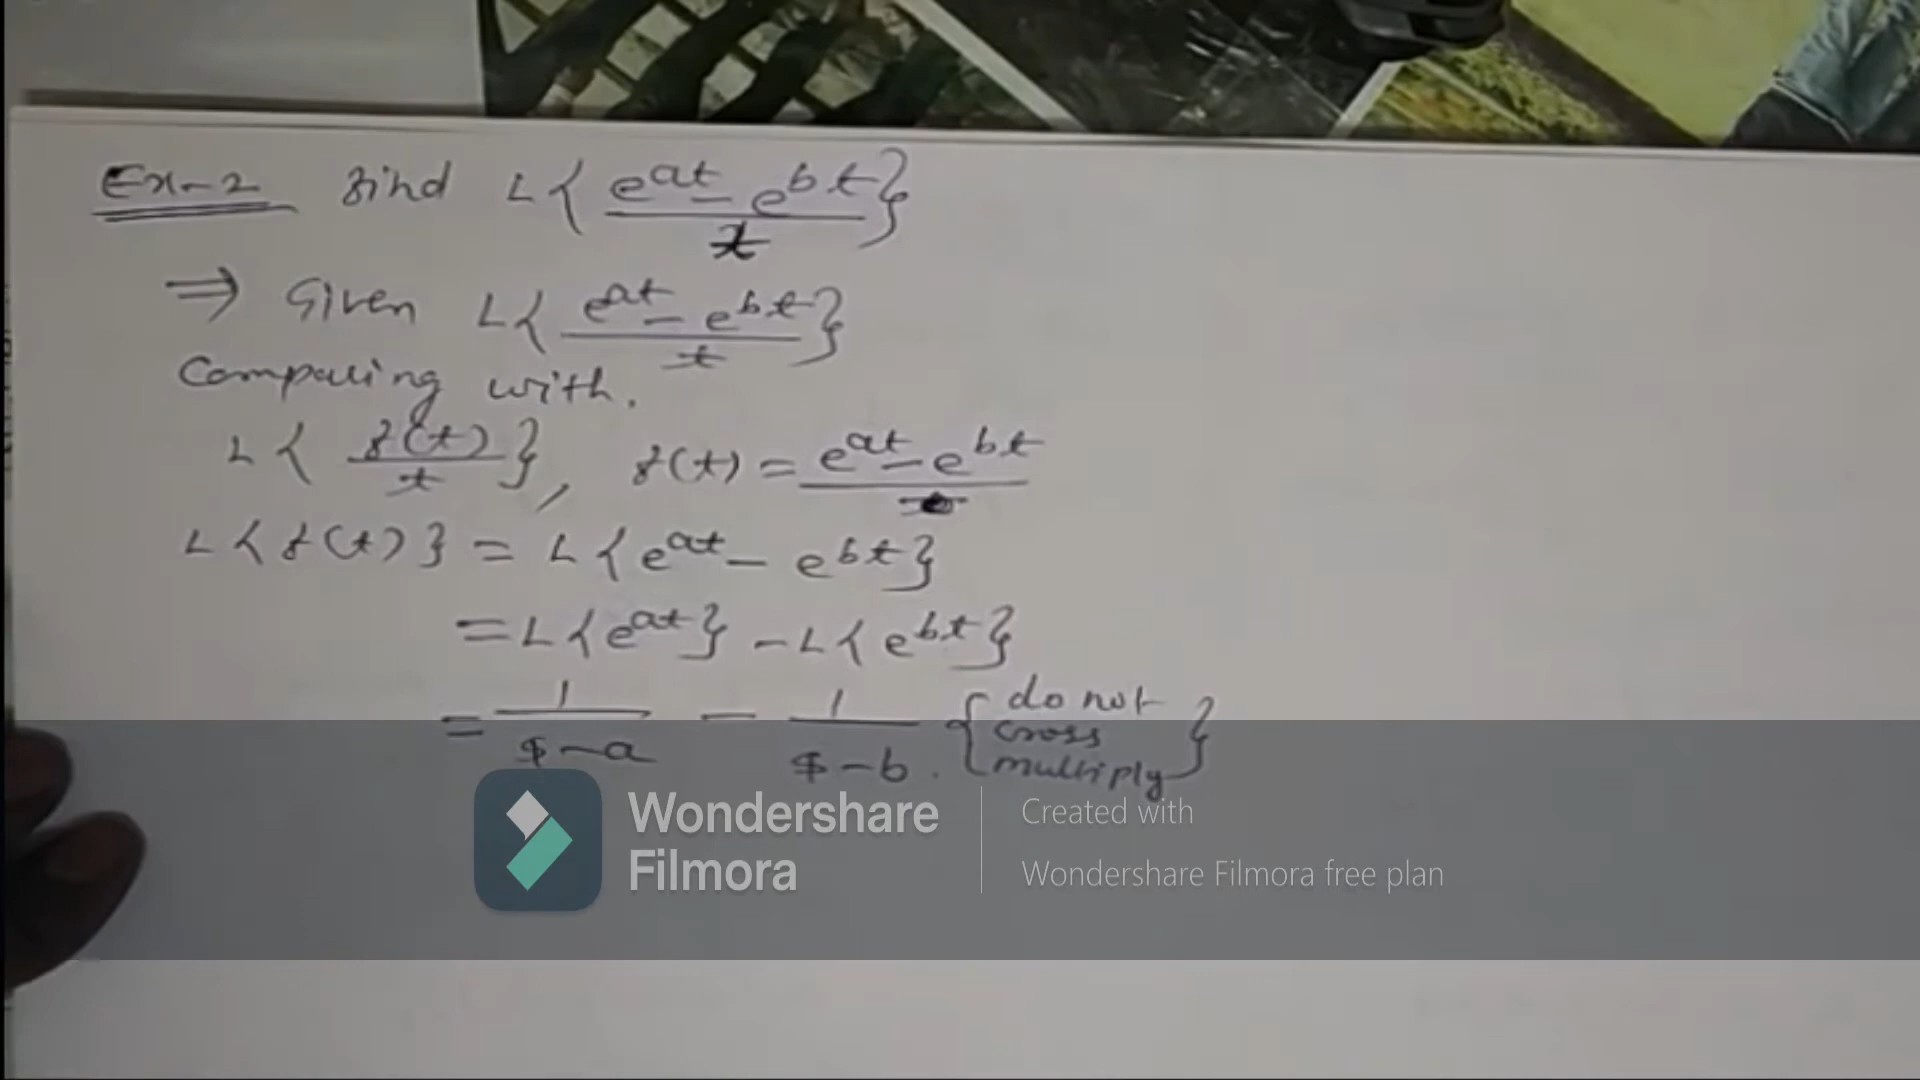 Ex-2 find L{ (e^at - e^bt) / t }
⇒ Given L{ (e^at - e^bt) / t }
Comparing with.
L{ f(t) / t }, f(t) = e^at - e^bt
L{f(t)} = L{e^at - e^bt}
= L{e^at} - L{e^bt}
= 1/(s-a) - 1/(s-b). {do not
cross
multiply}
Wondershare
Filmora
Created with
Wondershare Filmora free plan